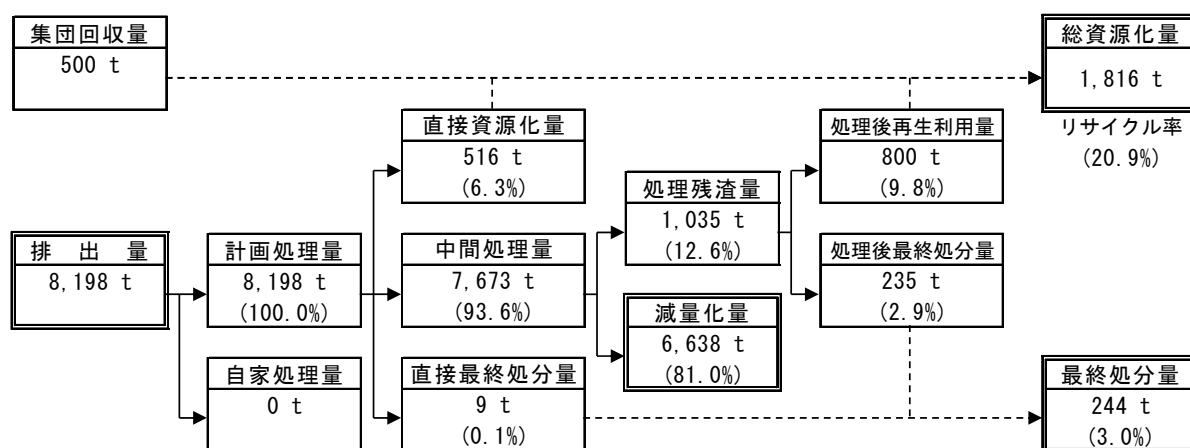 集団回収量
500 t
総資源化量
1,816 t
リサイクル率
(20.9%)
直接資源化量
516 t
(6.3%)
処理後再生利用量
800 t
(9.8%)
処理残渣量
1,035 t
(12.6%)
排 出 量
8,198 t
計画処理量
8,198 t
(100.0%)
中間処理量
7,673 t
(93.6%)
処理後最終処分量
235 t
(2.9%)
減量化量
6,638 t
(81.0%)
自家処理量
0 t
直接最終処分量
9 t
(0.1%)
最終処分量
244 t
(3.0%)